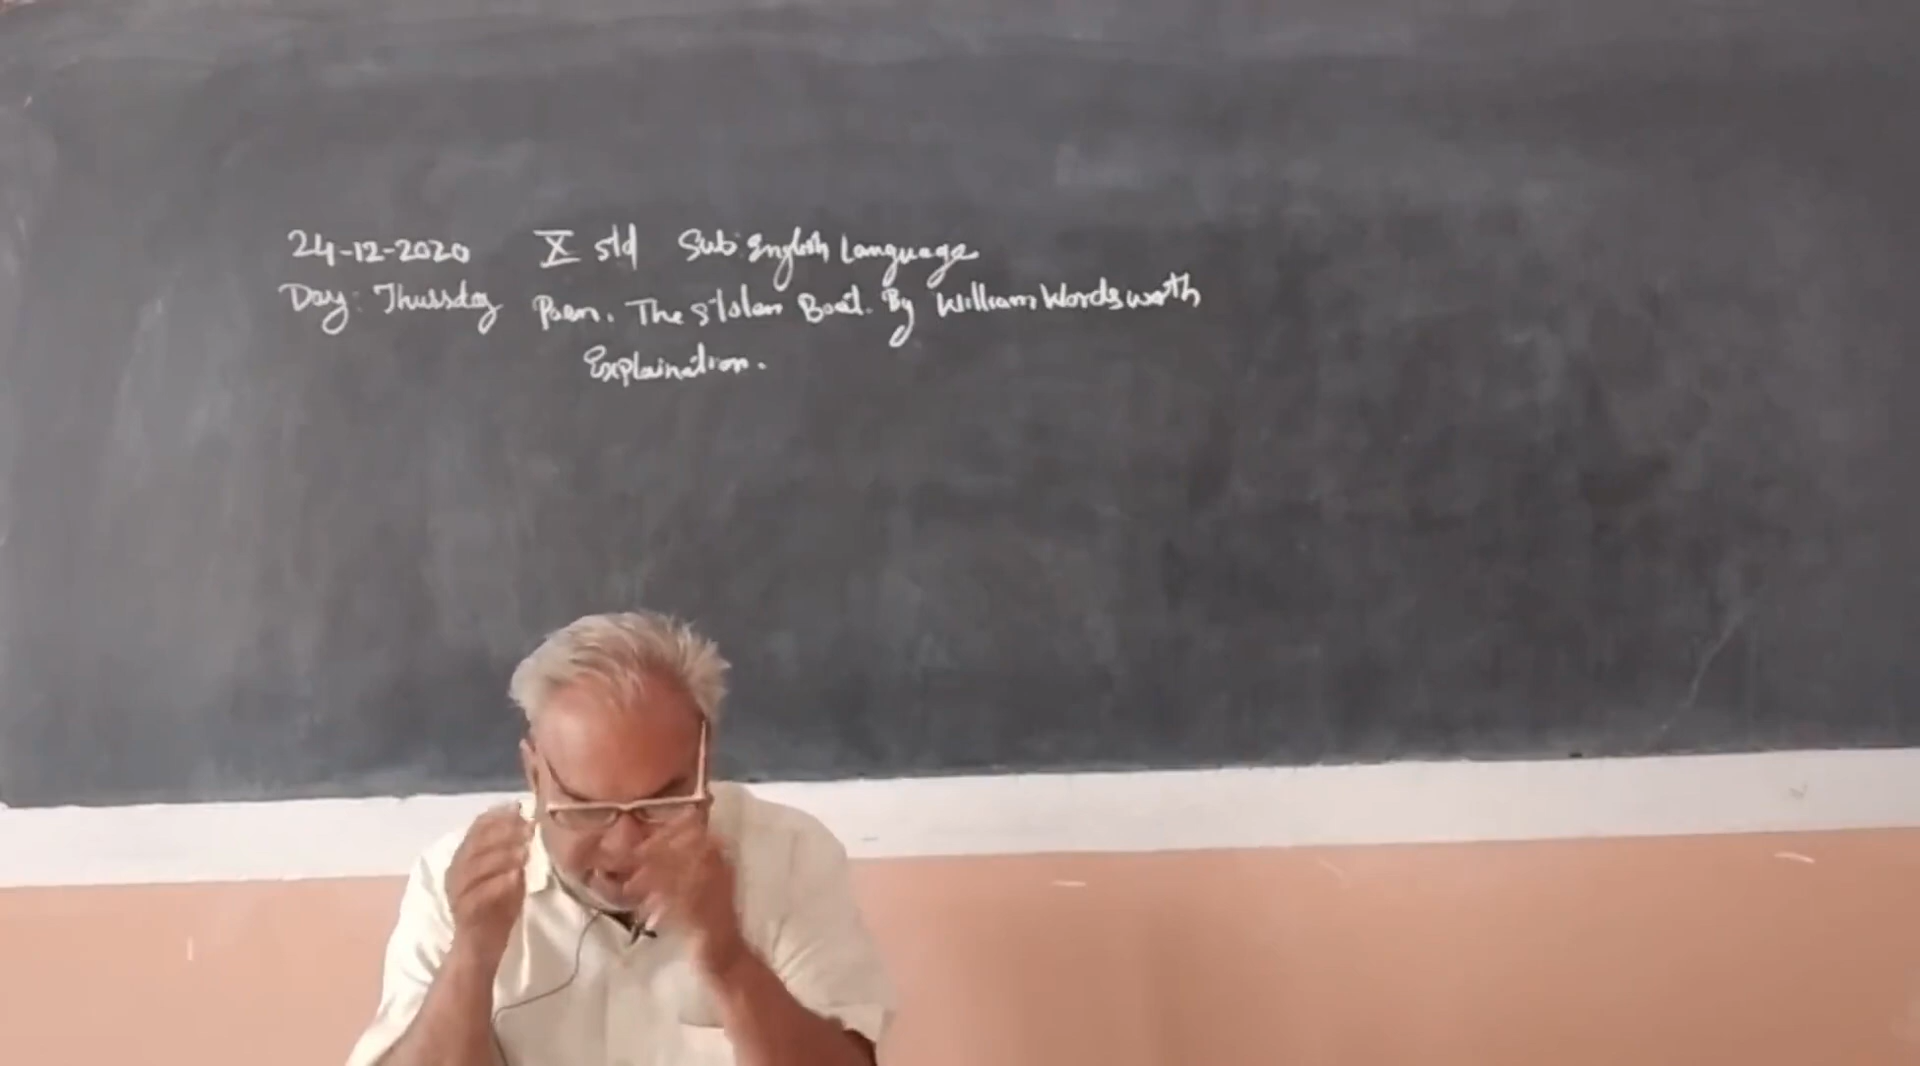 24-12-2020 X std Sub: English Language
Day: Thursday Poem. The Stolen Boat. By William Wordsworth
Explaination.